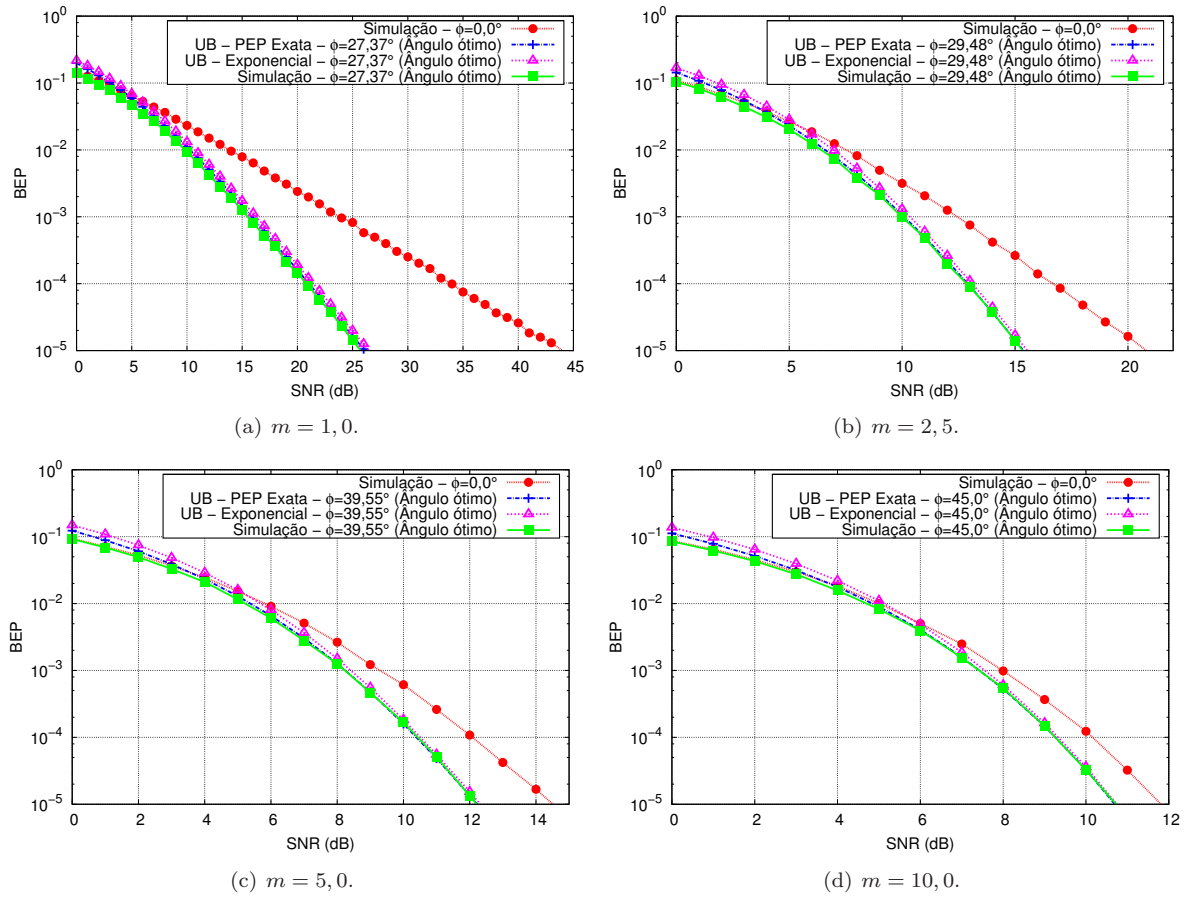 Simulação – ϕ=0,0°
UB – PEP Exata – ϕ=27,37° (Ângulo ótimo)
UB – Exponencial – ϕ=27,37° (Ângulo ótimo)
Simulação – ϕ=27,37° (Ângulo ótimo)
10^0
10^-1
10^-2
10^-3
10^-4
10^-5
BEP
0 5 10 15 20 25 30 35 40 45
SNR (dB)
(a) m = 1, 0.
Simulação – ϕ=0,0°
UB – PEP Exata – ϕ=29,48° (Ângulo ótimo)
UB – Exponencial – ϕ=29,48° (Ângulo ótimo)
Simulação – ϕ=29,48° (Ângulo ótimo)
10^0
10^-1
10^-2
10^-3
10^-4
10^-5
BEP
0 5 10 15 20
SNR (dB)
(b) m = 2, 5.
Simulação – ϕ=0,0°
UB – PEP Exata – ϕ=39,55° (Ângulo ótimo)
UB – Exponencial – ϕ=39,55° (Ângulo ótimo)
Simulação – ϕ=39,55° (Ângulo ótimo)
10^0
10^-1
10^-2
10^-3
10^-4
10^-5
BEP
0 2 4 6 8 10 12 14
SNR (dB)
(c) m = 5, 0.
Simulação – ϕ=0,0°
UB – PEP Exata – ϕ=45,0° (Ângulo ótimo)
UB – Exponencial – ϕ=45,0° (Ângulo ótimo)
Simulação – ϕ=45,0° (Ângulo ótimo)
10^0
10^-1
10^-2
10^-3
10^-4
10^-5
BEP
0 2 4 6 8 10 12
SNR (dB)
(d) m = 10, 0.